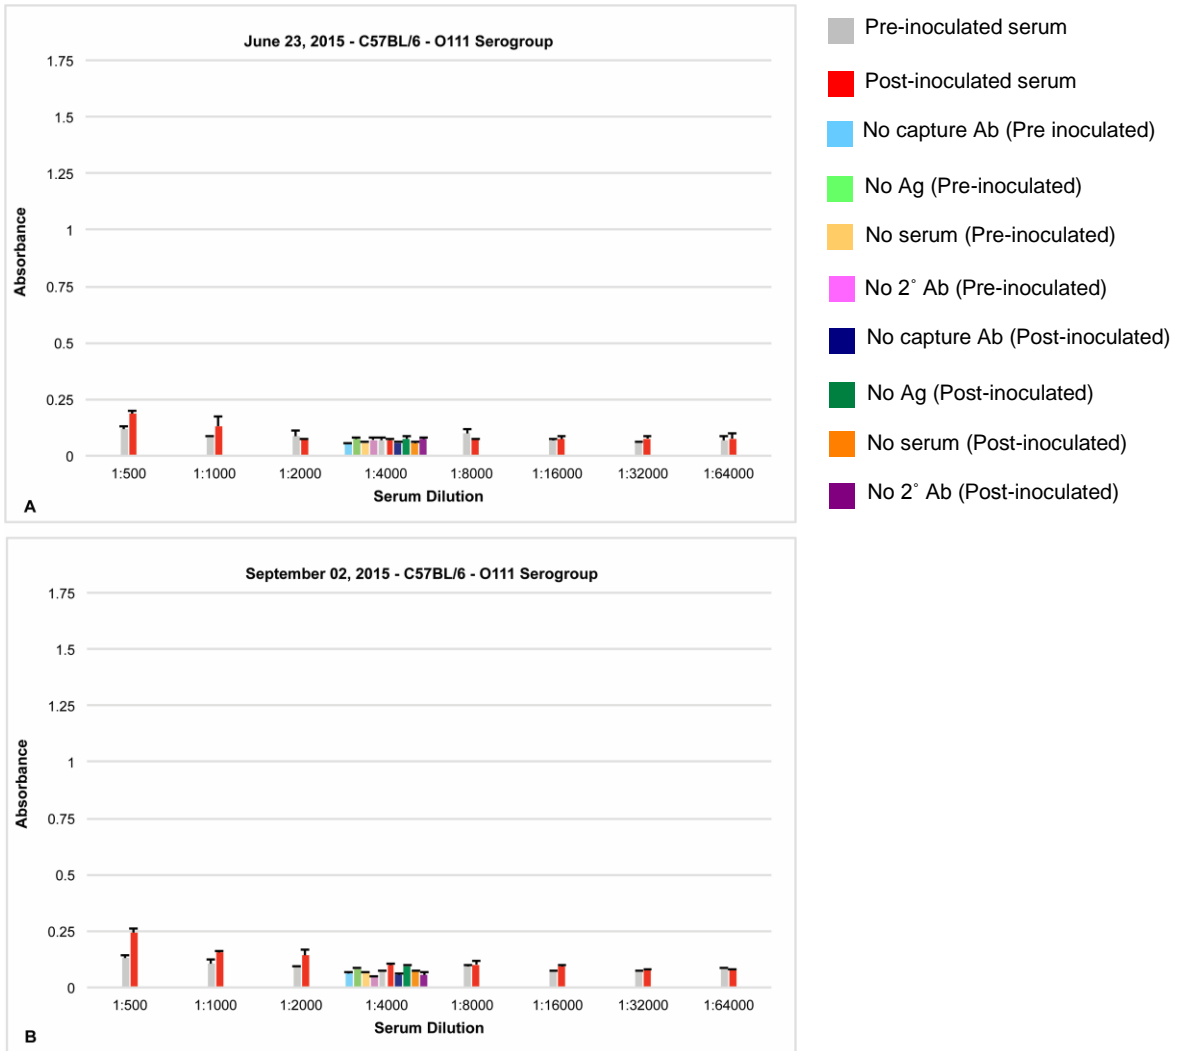 June 23, 2015 - C57BL/6 - O111 Serogroup
1.75
1.5
1.25
1
0.75
0.5
0.25
0
Absorbance
1:500
1:1000
1:2000
1:4000
1:8000
1:16000
1:32000
1:64000
Serum Dilution
A
Pre-inoculated serum
Post-inoculated serum
No capture Ab (Pre inoculated)
No Ag (Pre-inoculated)
No serum (Pre-inoculated)
No 2° Ab (Pre-inoculated)
No capture Ab (Post-inoculated)
No Ag (Post-inoculated)
No serum (Post-inoculated)
No 2° Ab (Post-inoculated)
September 02, 2015 - C57BL/6 - O111 Serogroup
1.75
1.5
1.25
1
0.75
0.5
0.25
0
Absorbance
1:500
1:1000
1:2000
1:4000
1:8000
1:16000
1:32000
1:64000
Serum Dilution
B